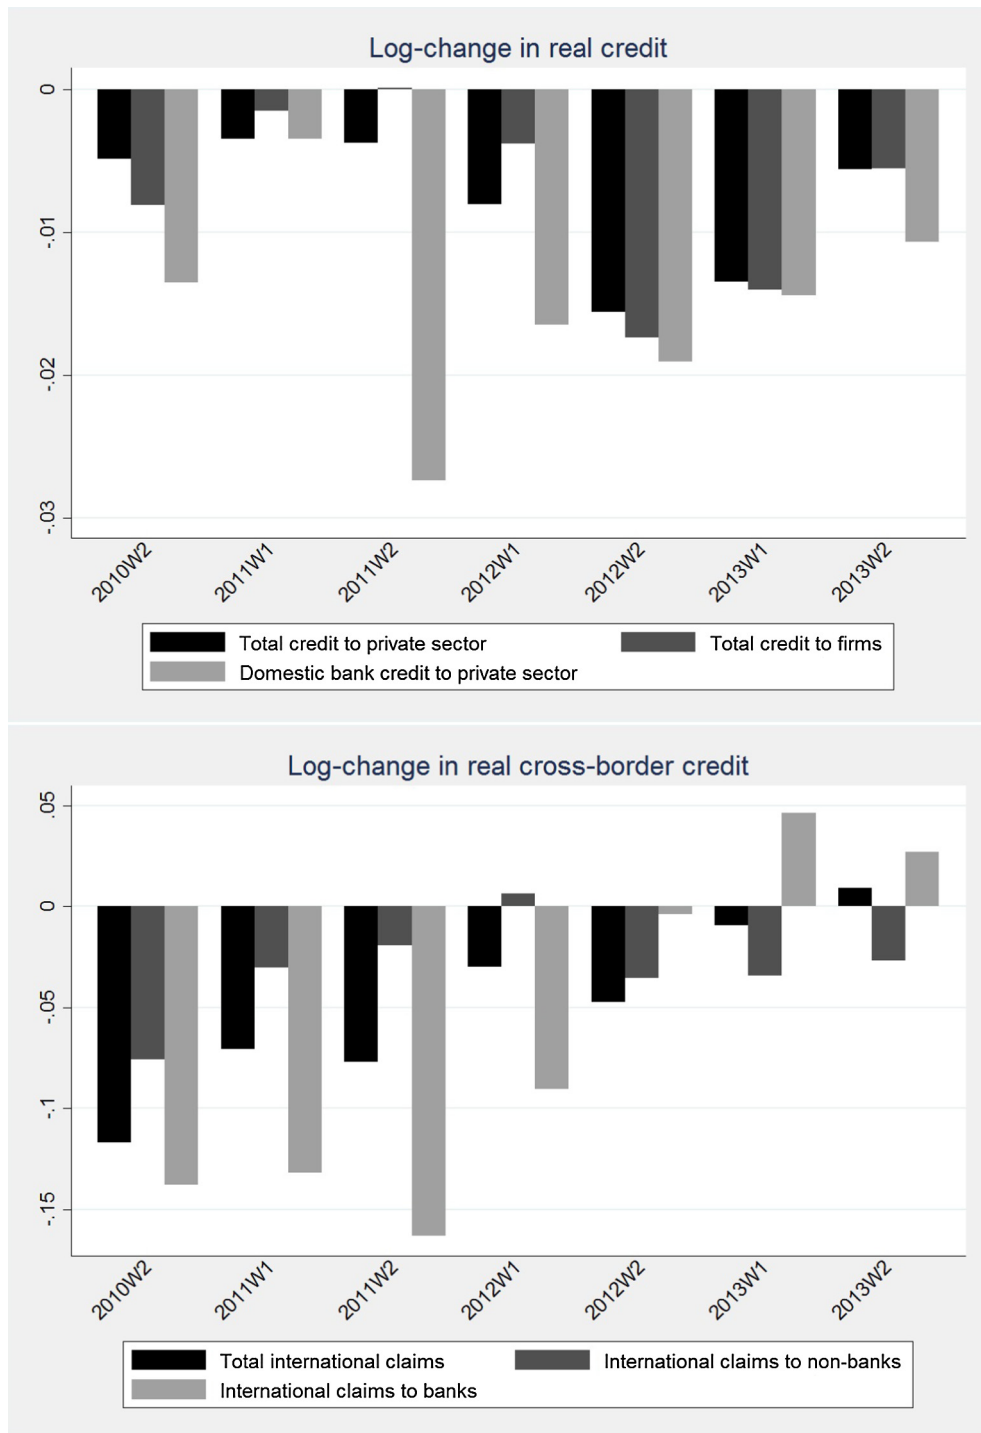 Log-change in real credit
0
-.01
-.02
-.03
2010W2 2011W1 2011W2 2012W1 2012W2 2013W1 2013W2
Total credit to private sector Total credit to firms
Domestic bank credit to private sector
Log-change in real cross-border credit
.05
0
-.05
-.1
-.15
2010W2 2011W1 2011W2 2012W1 2012W2 2013W1 2013W2
Total international claims International claims to non-banks
International claims to banks